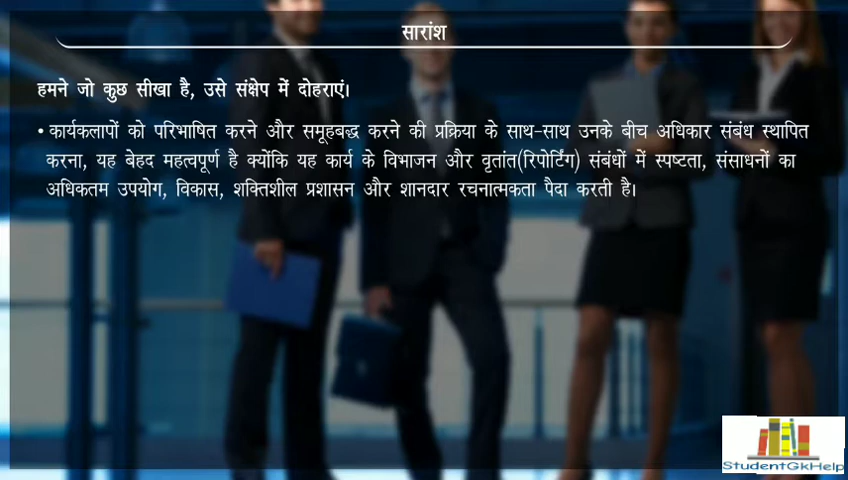 सारांश
हमने जो कुछ सीखा है, उसे संक्षेप में दोहराएं।
• कार्यकलापों को परिभाषित करने और समूहबद्ध करने की प्रक्रिया के साथ-साथ उनके बीच अधिकार संबंध स्थापित
करना, यह बेहद महत्वपूर्ण है क्योंकि यह कार्य के विभाजन और वृतांत(रिपोर्टिंग) संबंधों में स्पष्टता, संसाधनों का
अधिकतम उपयोग, विकास, शक्तिशील प्रशासन और शानदार रचनात्मकता पैदा करती है।
StudentGkHelp